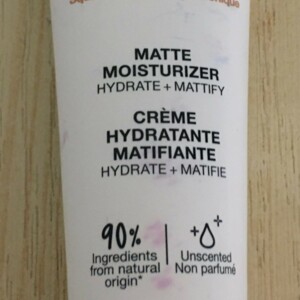 MATTE
MOISTURIZER
HYDRATE + MATTIFY
CRÈME
HYDRATANTE
MATIFIANTE
HYDRATE + MATIFIE
90%
Ingredients
from natural
origin*
Unscented
Non parfumé